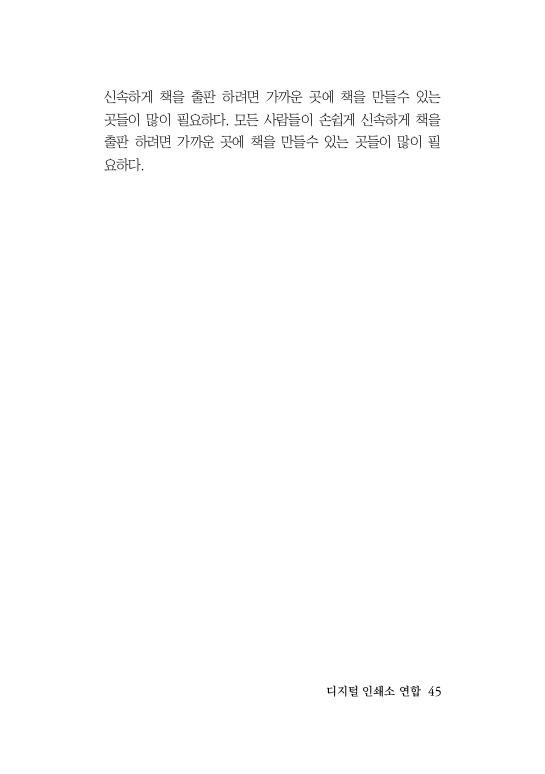 신속하게 책을 출판 하려면 가까운 곳에 책을 만들수 있는
곳들이 많이 필요하다. 모든 사람들이 손쉽게 신속하게 책을
출판 하려면 가까운 곳에 책을 만들수 있는 곳들이 많이 필
요하다.
디지털 인쇄소 연합 45